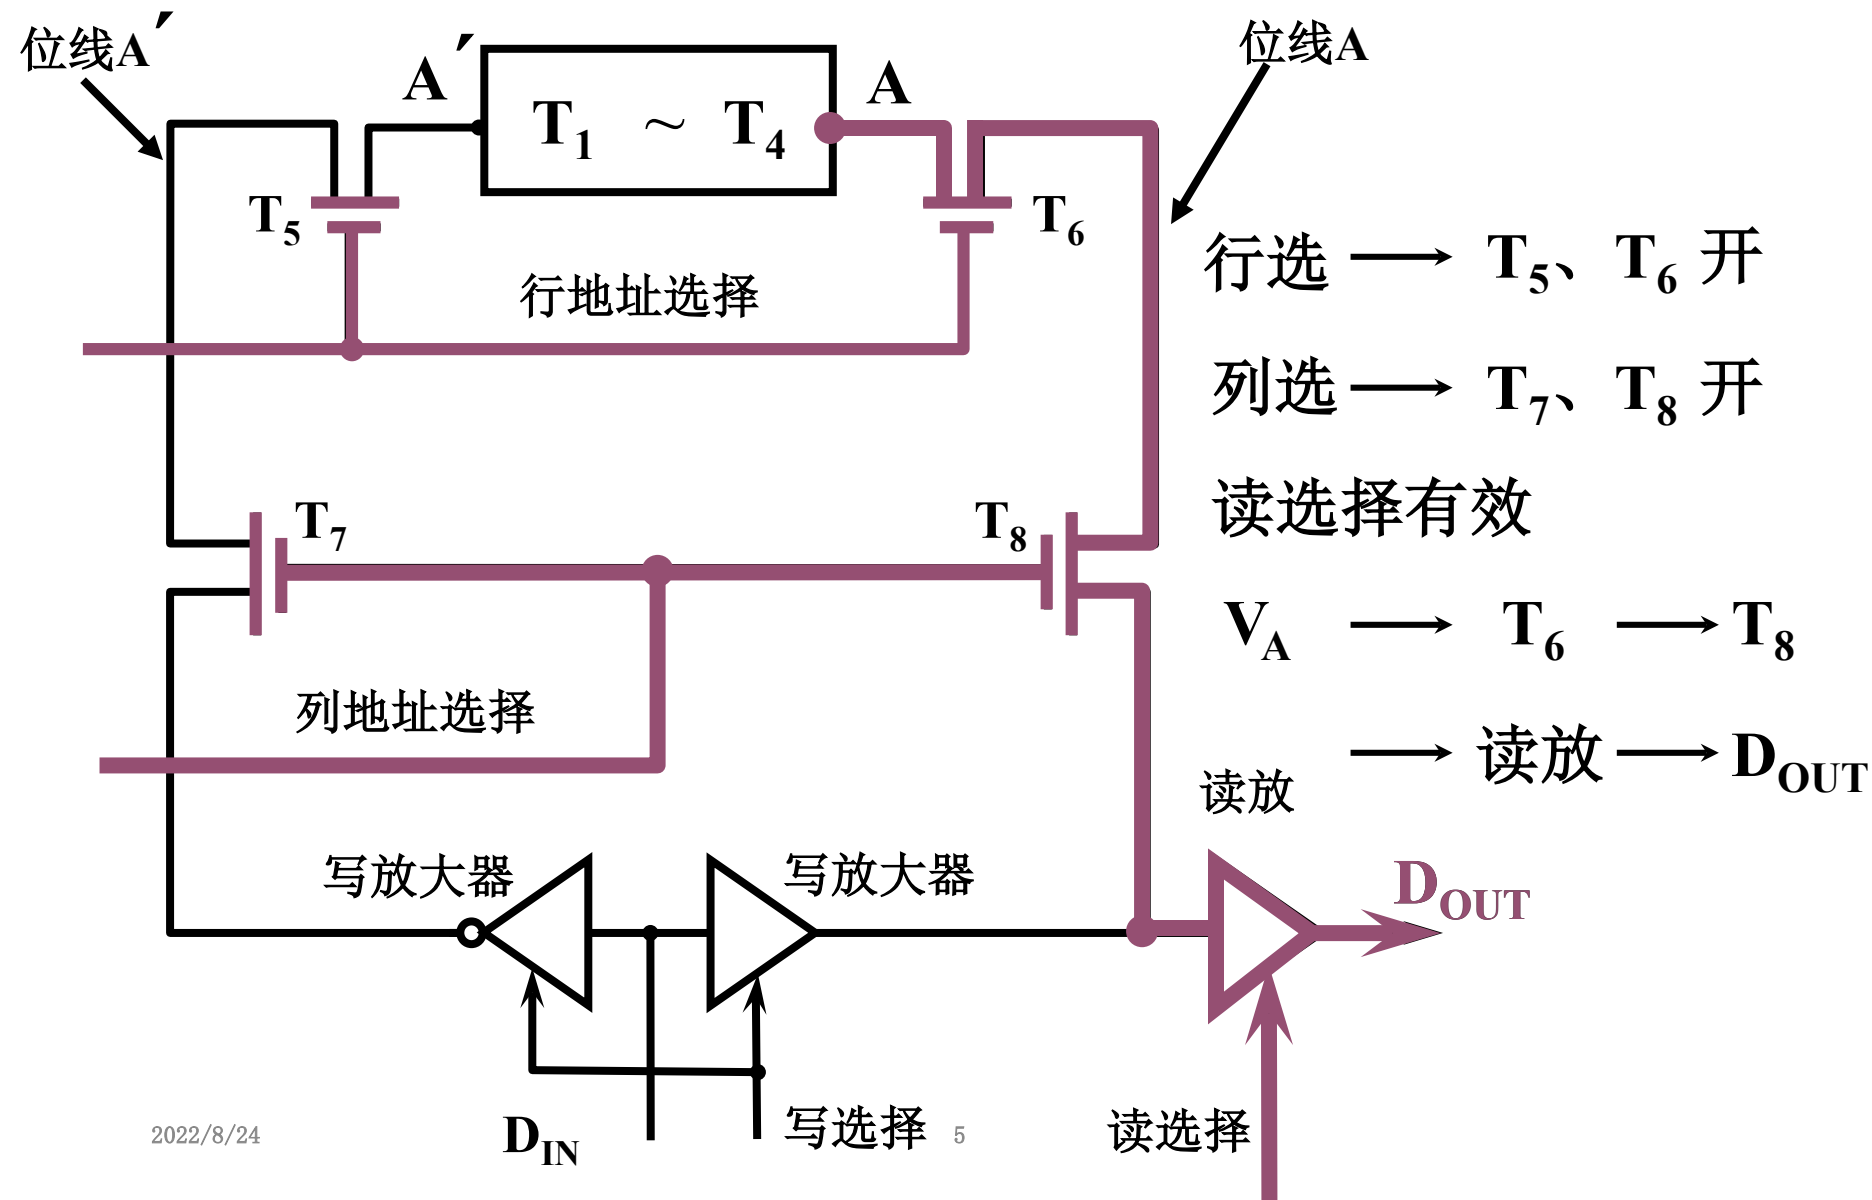 位线A′
A′
T1 ~ T4
A
位线A
T5
T6
行地址选择
行选 → T5、 T6 开
列选 → T7、 T8 开
T7
T8
读选择有效
VA → T6 → T8
列地址选择
→ 读放 → DOUT
读放
写放大器
写放大器
DOUT
DIN
写选择
读选择
2022/8/24
5